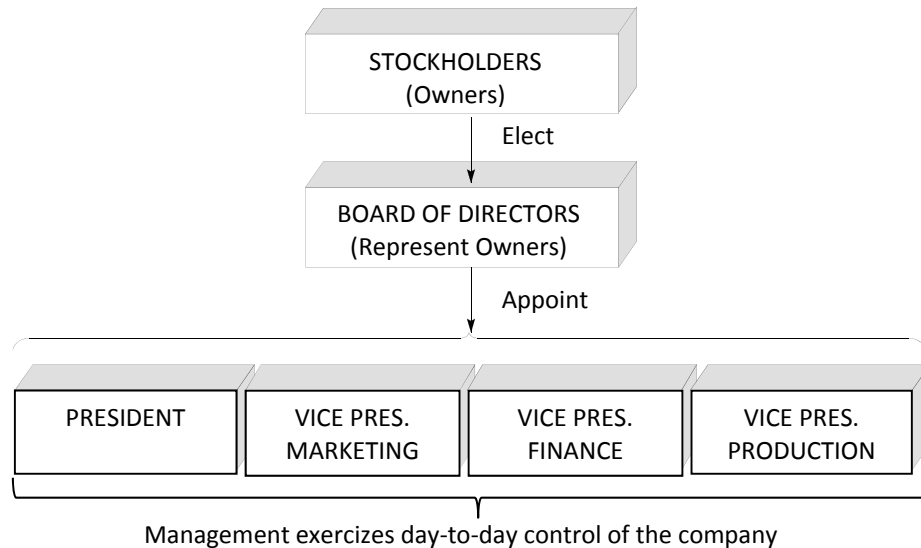 STOCKHOLDERS
(Owners)
Elect
BOARD OF DIRECTORS
(Represent Owners)
Appoint
PRESIDENT
VICE PRES.
MARKETING
VICE PRES.
FINANCE
VICE PRES.
PRODUCTION
Management exercizes day-to-day control of the company